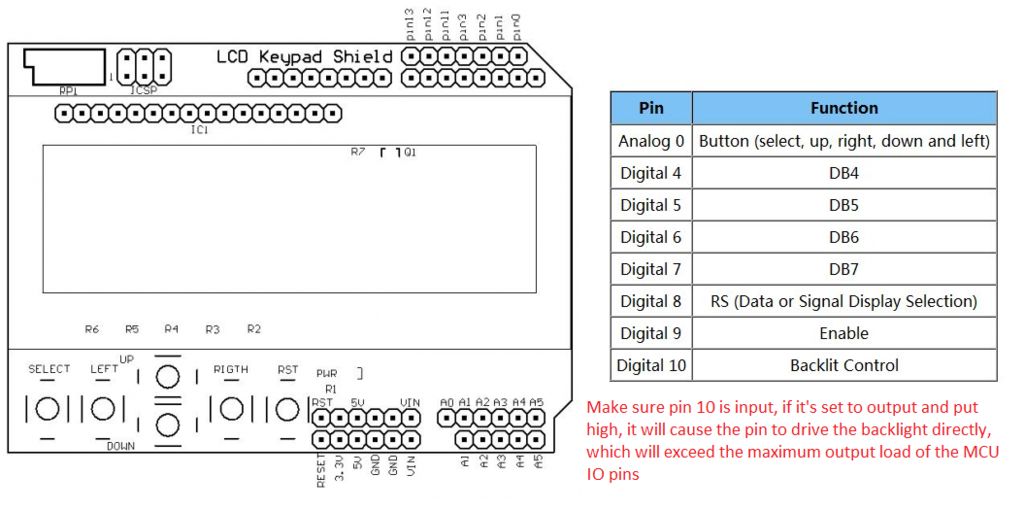 pin13 pin12 pin11 pin3 pin2 pin1 pin0
LCD Keypad Shield
1
RP1 ICSP
IC1
R7 Q1
R6 R5 R4 R3 R2
SELECT LEFT UP RIGTH RST PWR
R1
RST 5V VIN A0 A1 A2 A3 A4 A5
DOWN
RESET 3.3V 5V GND GND VIN A1 A2 A3 A4 A5
Pin Function
Analog 0 Button (select, up, right, down and left)
Digital 4 DB4
Digital 5 DB5
Digital 6 DB6
Digital 7 DB7
Digital 8 RS (Data or Signal Display Selection)
Digital 9 Enable
Digital 10 Backlit Control
Make sure pin 10 is input, if it's set to output and put
high, it will cause the pin to drive the backlight directly,
which will exceed the maximum output load of the MCU
IO pins